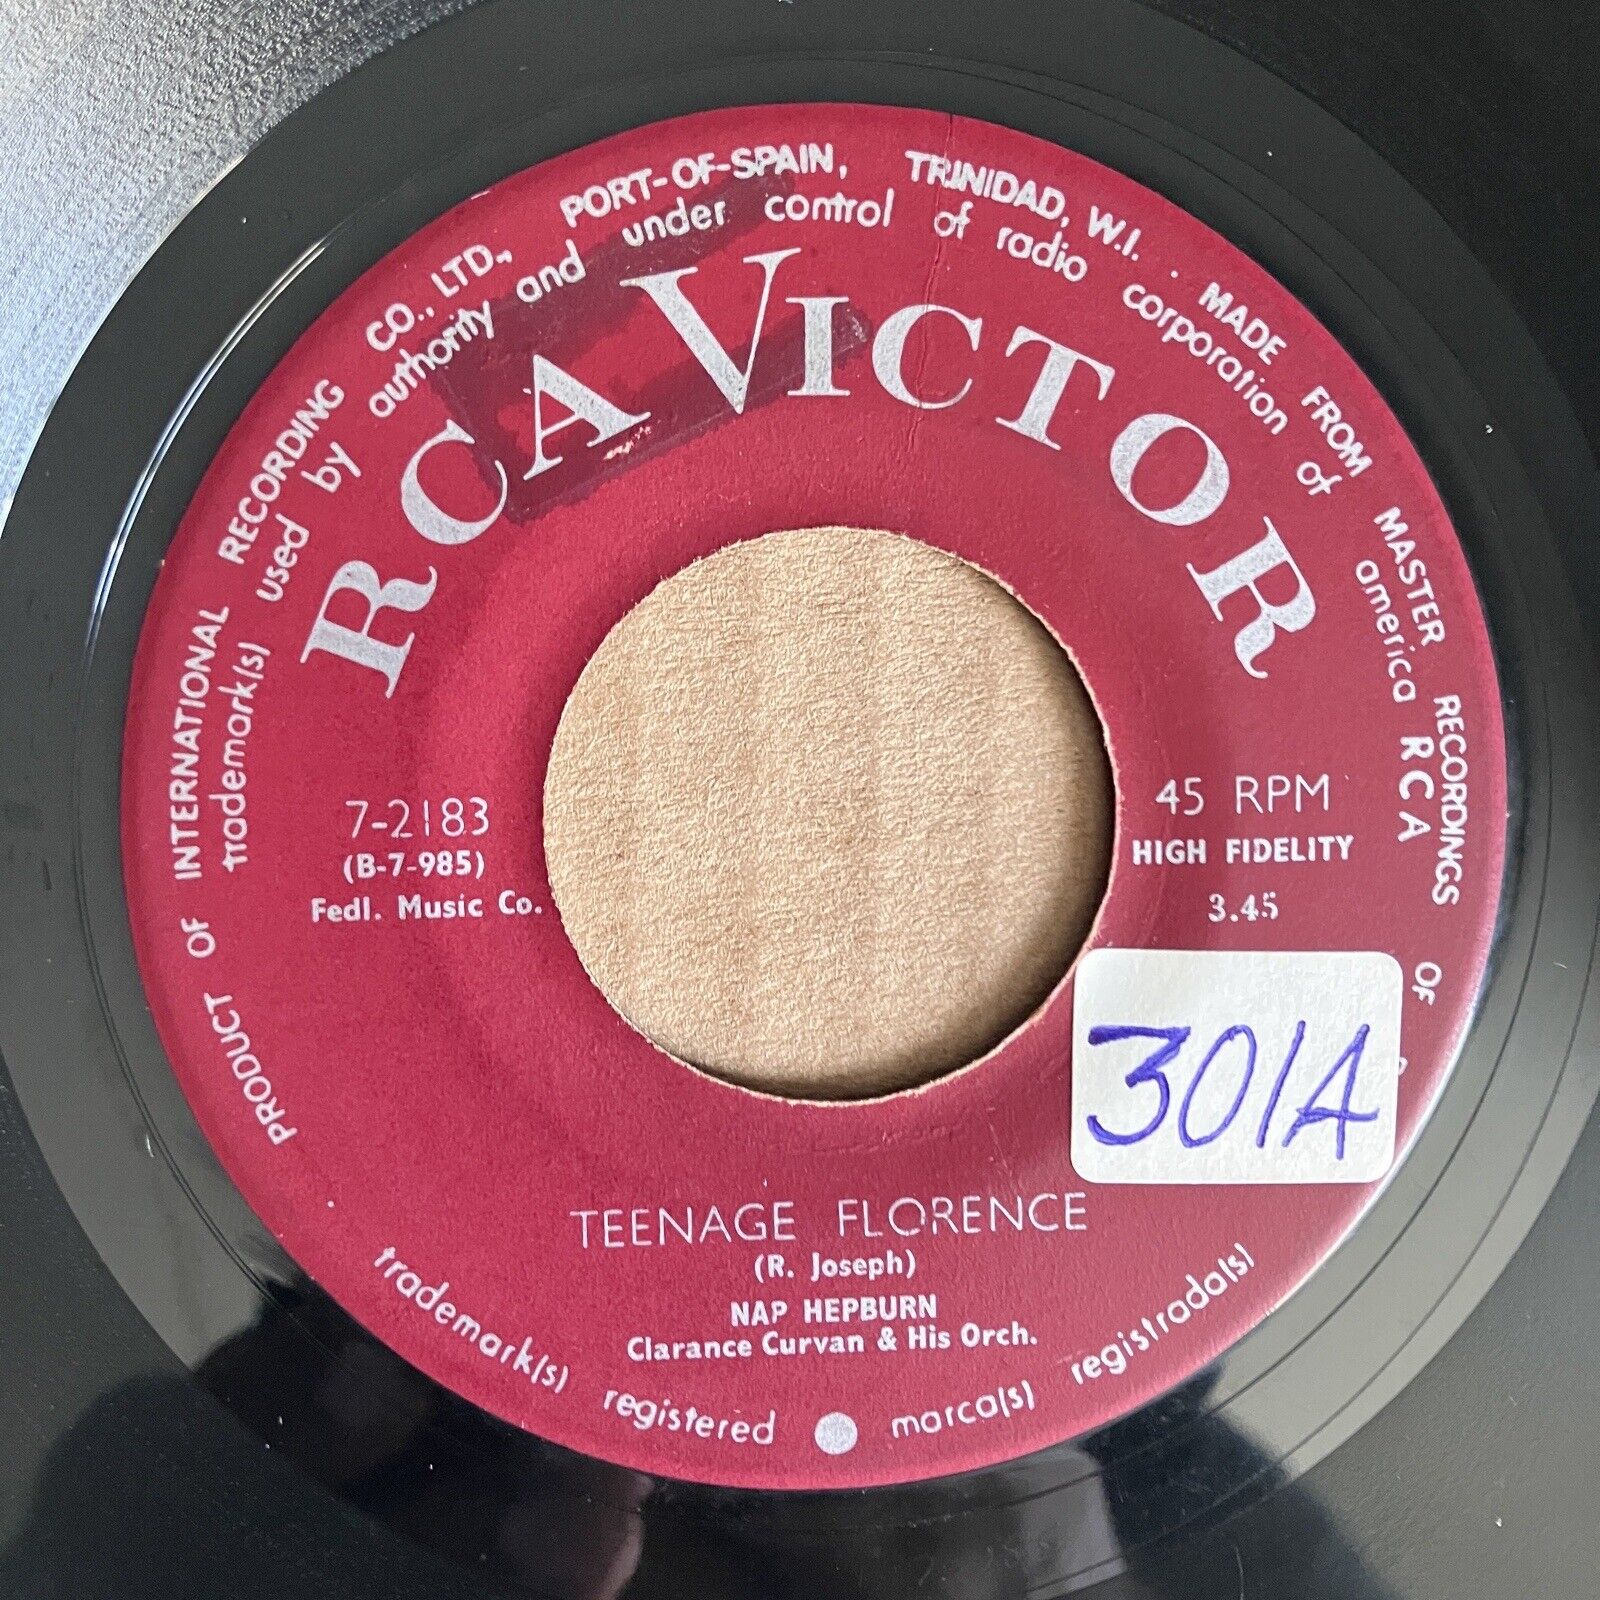 PRODUCT OF INTERNATIONAL RECORDING CO., LTD., PORT-OF-SPAIN, TRINIDAD, W.I.. MADE FROM MASTER RECORDINGS OF
trademark(s) used by authority and under control of radio corporation of america RCA
RCA VICTOR
7-2183
(B-7-985)
Fedl. Music Co.
45 RPM
HIGH FIDELITY
3.45
301A
TEENAGE FLORENCE
(R. Joseph)
NAP HEPBURN
Clarance Curvan & His Orch.
trademark(s) registered ● marca(s) registrada(s)